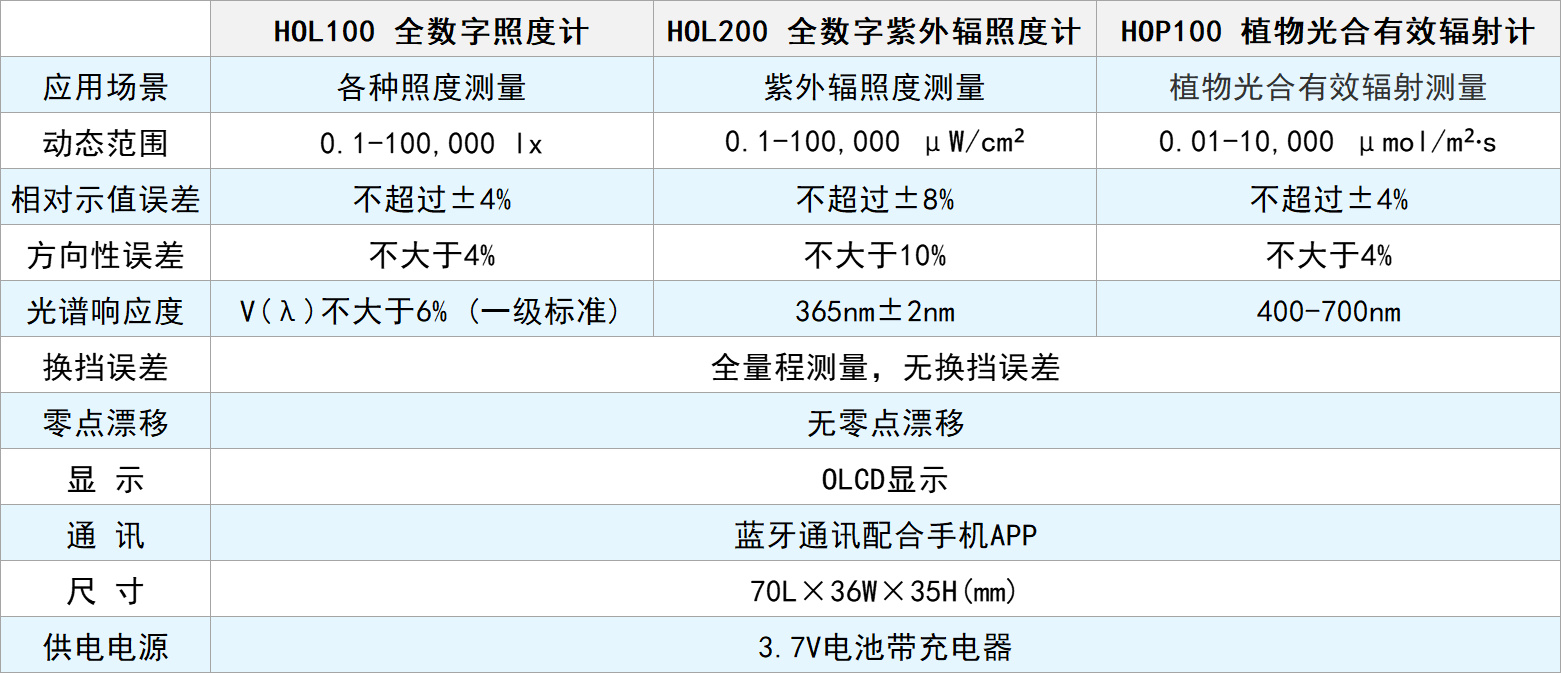 HOL100 全数字照度计 HOL200 全数字紫外辐照度计 HOP100 植物光合有效辐射计
应用场景 各种照度测量 紫外辐照度测量 植物光合有效辐射测量
动态范围 0.1-100,000 lx 0.1-100,000 μW/cm² 0.01-10,000 μmol/m²·s
相对示值误差 不超过±4% 不超过±8% 不超过±4%
方向性误差 不大于4% 不大于10% 不大于4%
光谱响应度 V(λ)不大于6% (一级标准) 365nm±2nm 400-700nm
换挡误差 全量程测量，无换挡误差
零点漂移 无零点漂移
显 示 OLCD显示
通 讯 蓝牙通讯配合手机APP
尺 寸 70L×36W×35H(mm)
供电电源 3.7V电池带充电器